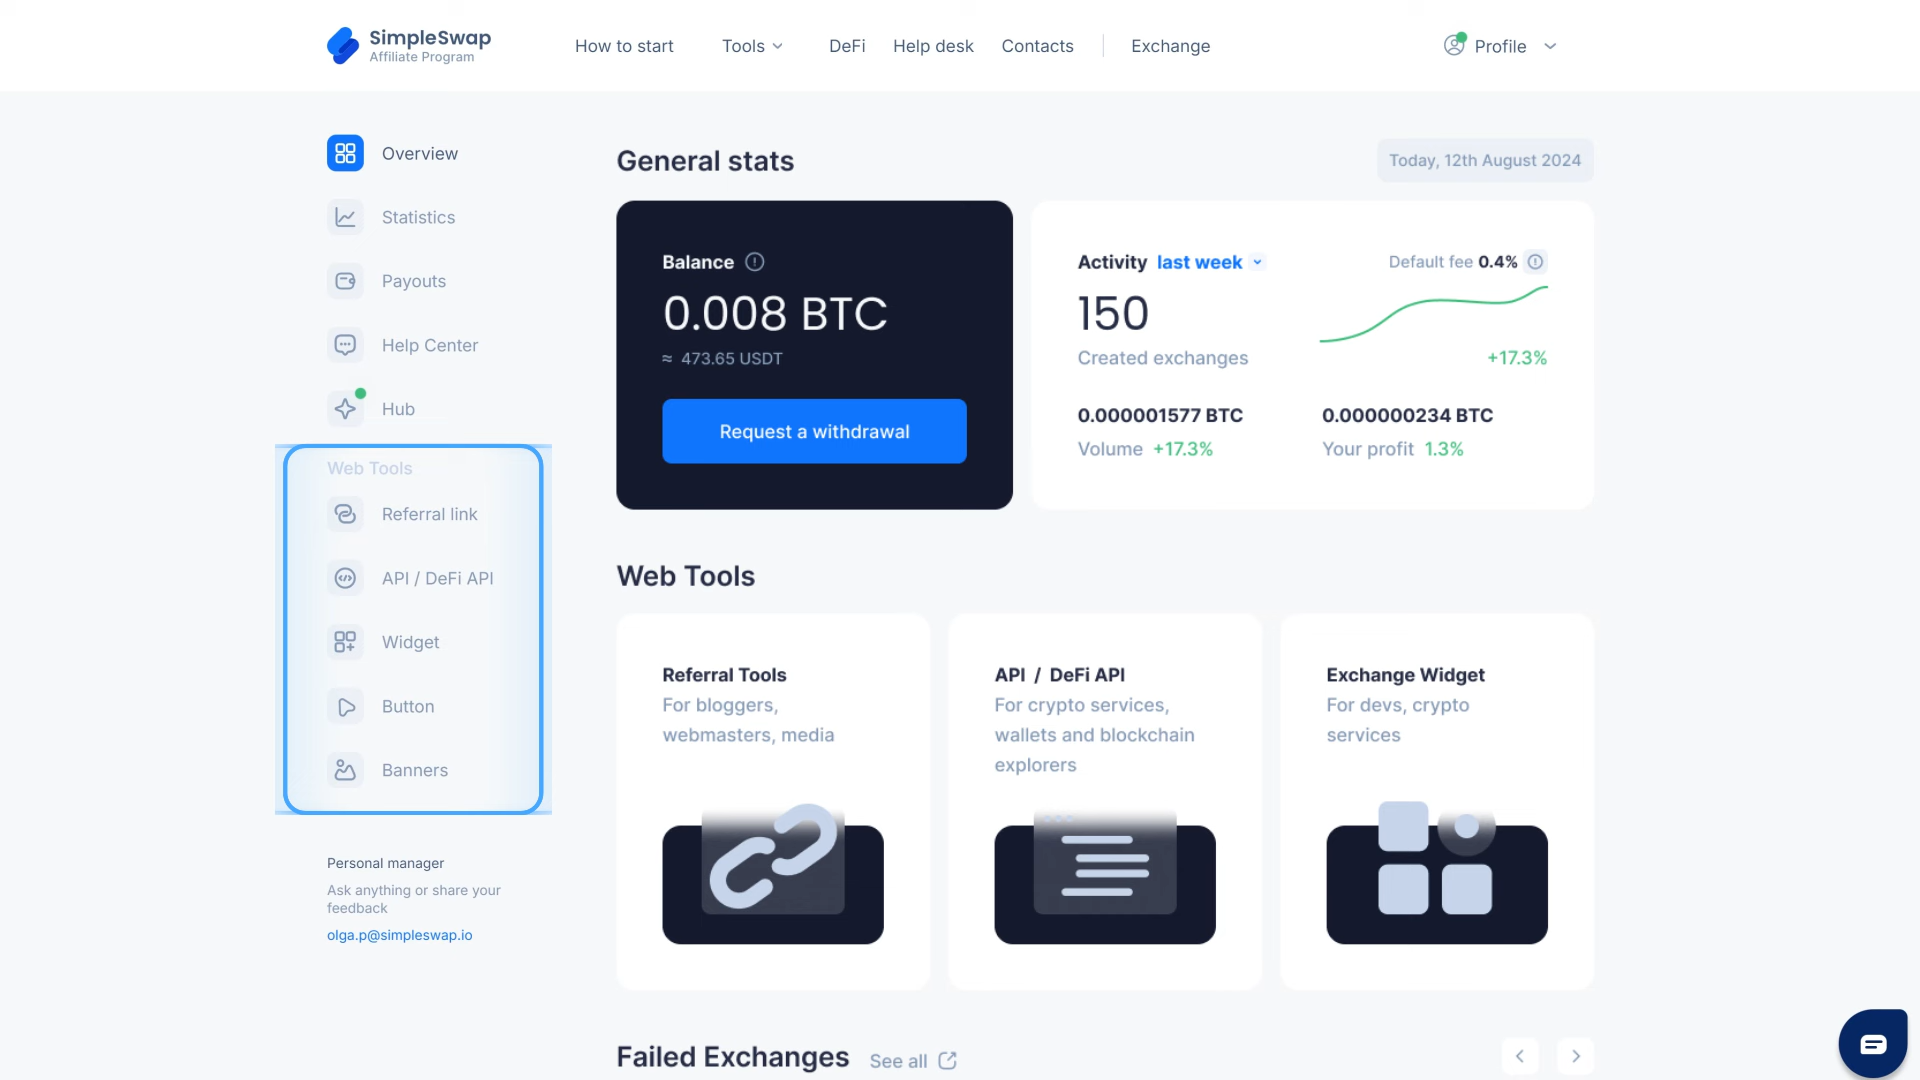 SimpleSwap
Affiliate Program
How to start
Tools
DeFi
Help desk
Contacts
Exchange
Profile
Overview
Statistics
Payouts
Help Center
Hub
Web Tools
Referral link
API / DeFi API
Widget
Button
Banners
Personal manager
Ask anything or share your
feedback
olga.p@simpleswap.io
General stats
Today, 12th August 2024
Balance
0.008 BTC
≈ 473.65 USDT
Request a withdrawal
Activity last week
Default fee 0.4%
150
Created exchanges
+17.3%
0.000001577 BTC
Volume +17.3%
0.000000234 BTC
Your profit 1.3%
Web Tools
Referral Tools
For bloggers,
webmasters, media
API / DeFi API
For crypto services,
wallets and blockchain
explorers
Exchange Widget
For devs, crypto
services
Failed Exchanges
See all